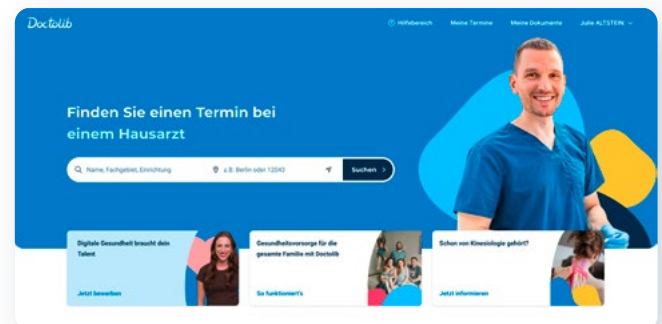 Doctolib
Hilfebereich Meine Termine Meine Dokumente Julie ALTSTEIN
Finden Sie einen Termin bei
einem Hausarzt
Name, Fachgebiet, Einrichtung z.B. Berlin oder 12043 Suchen
Digitale Gesundheit braucht dein
Talent
Jetzt bewerben
Gesundheitsvorsorge für die
gesamte Familie mit Doctolib
So funktioniert's
Schon von Kinesiologie gehört?
Jetzt informieren